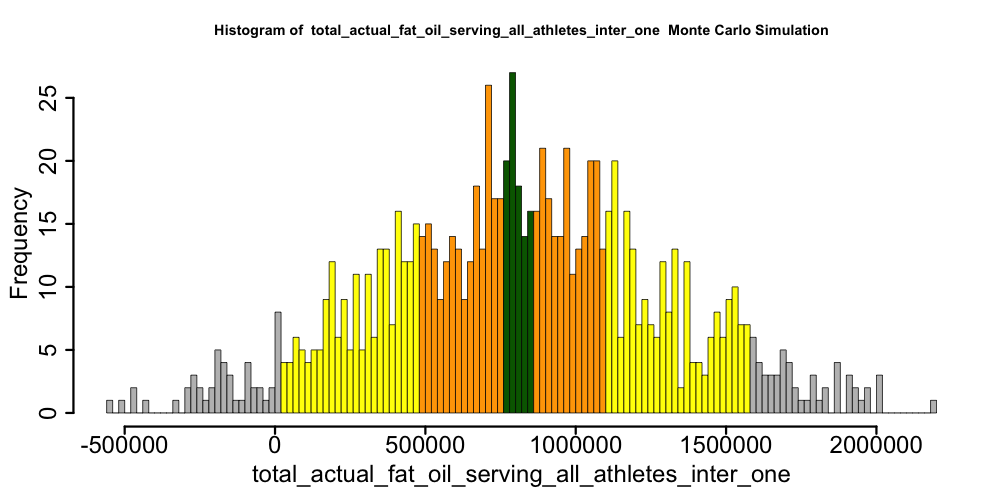 Histogram of total_actual_fat_oil_serving_all_athletes_inter_one Monte Carlo Simulation
Frequency
25
20
15
10
5
0
-500000 0 500000 1000000 1500000 2000000
total_actual_fat_oil_serving_all_athletes_inter_one